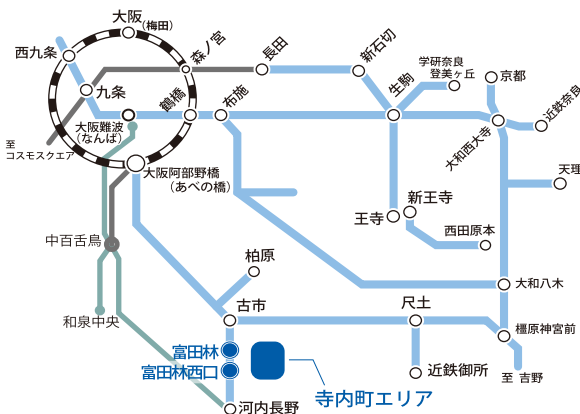 大阪(梅田)
西九条
森ノ宮
長田
新石切
学研奈良
登美ヶ丘
京都
生駒
九条
鶴橋
布施
近鉄奈良
大阪難波
(なんば)
大和西大寺
至
コスモスクエア
大阪阿部野橋
(あべの橋)
天理
新王寺
王寺
西田原本
中百舌鳥
柏原
大和八木
和泉中央
古市
尺土
橿原神宮前
富田林
富田林西口
近鉄御所
至 吉野
寺内町エリア
河内長野